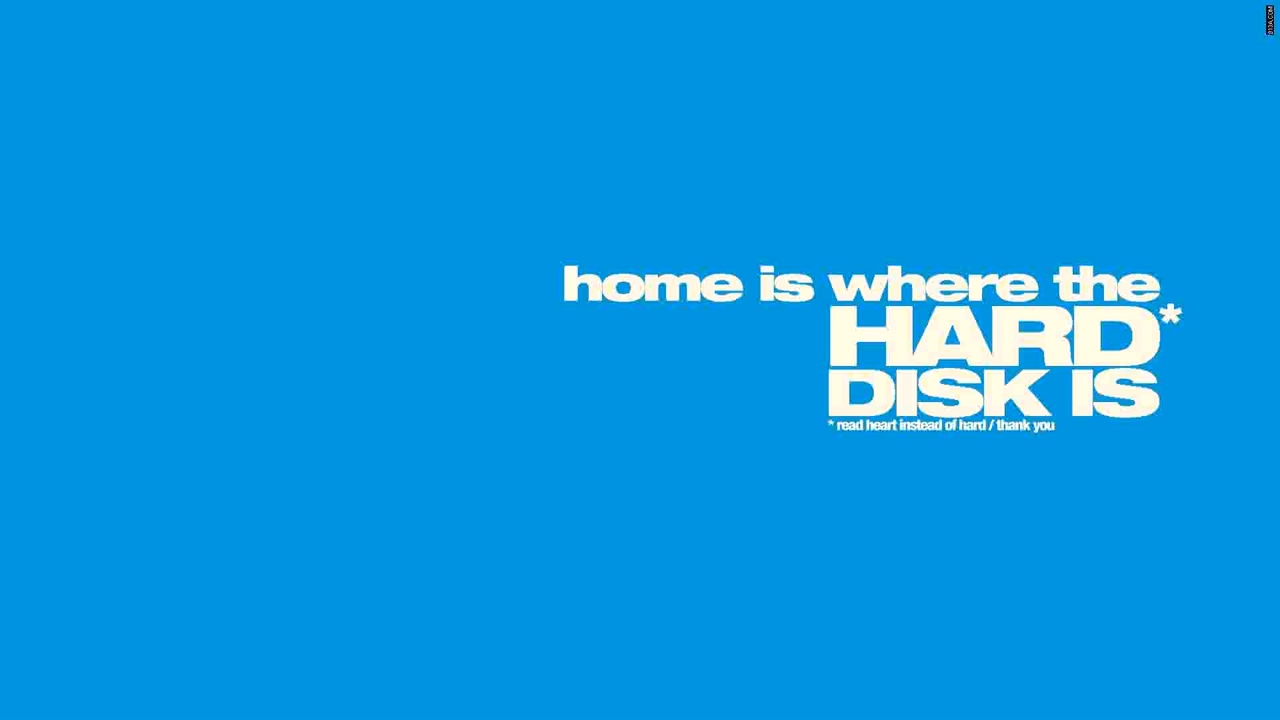 home is where the
HARD*
DISK IS
* read heart instead of hard / thank you